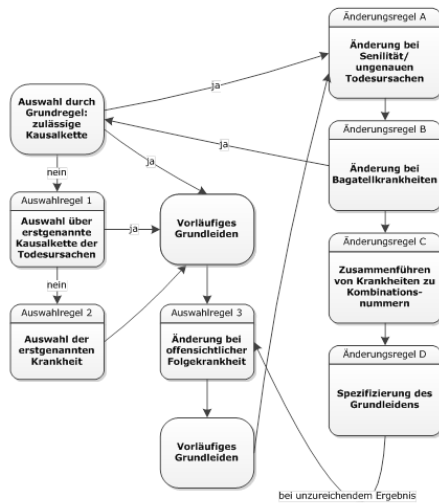 Auswahl durch
Grundregel:
zulässige
Kausalkette
ja
ja
ja
nein
Auswahlregel 1
Auswahl über
erstgenannte
Kausalkette der
Todesursachen
ja
nein
Auswahlregel 2
Auswahl der
erstgenannten
Krankheit
Vorläufiges
Grundleiden
Auswahlregel 3
Änderung bei
offensichtlicher
Folgekrankheit
Vorläufiges
Grundleiden
Änderungsregel A
Änderung bei
Senilität/
ungenauen
Todesursachen
Änderungsregel B
Änderung bei
Bagatellkrankheiten
Änderungsregel C
Zusammenführen
von Krankheiten zu
Kombinations-
nummern
Änderungsregel D
Spezifizierung des
Grundleidens
bei unzureichendem Ergebnis